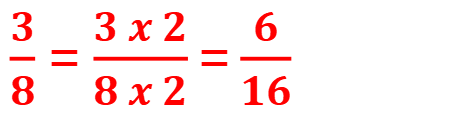 3/8 = 3 x 2/8 x 2 = 6/16